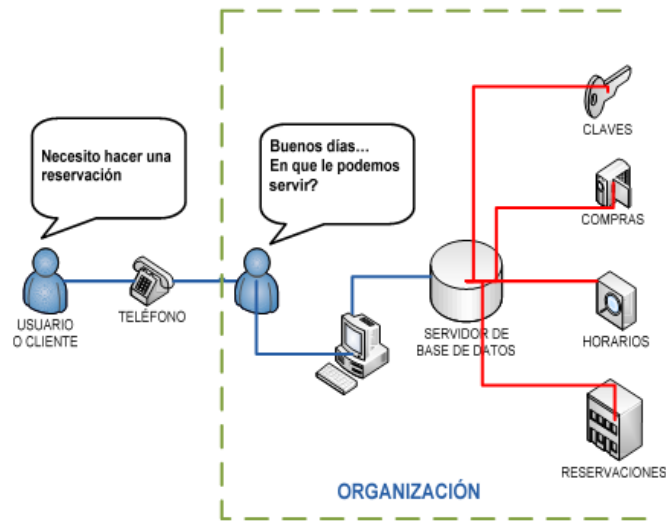 Necesito hacer una
reservación
Buenos días...
En que le podemos
servir?
USUARIO
O CLIENTE
TELÉFONO
SERVIDOR DE
BASE DE DATOS
CLAVES
COMPRAS
HORARIOS
RESERVACIONES
ORGANIZACIÓN